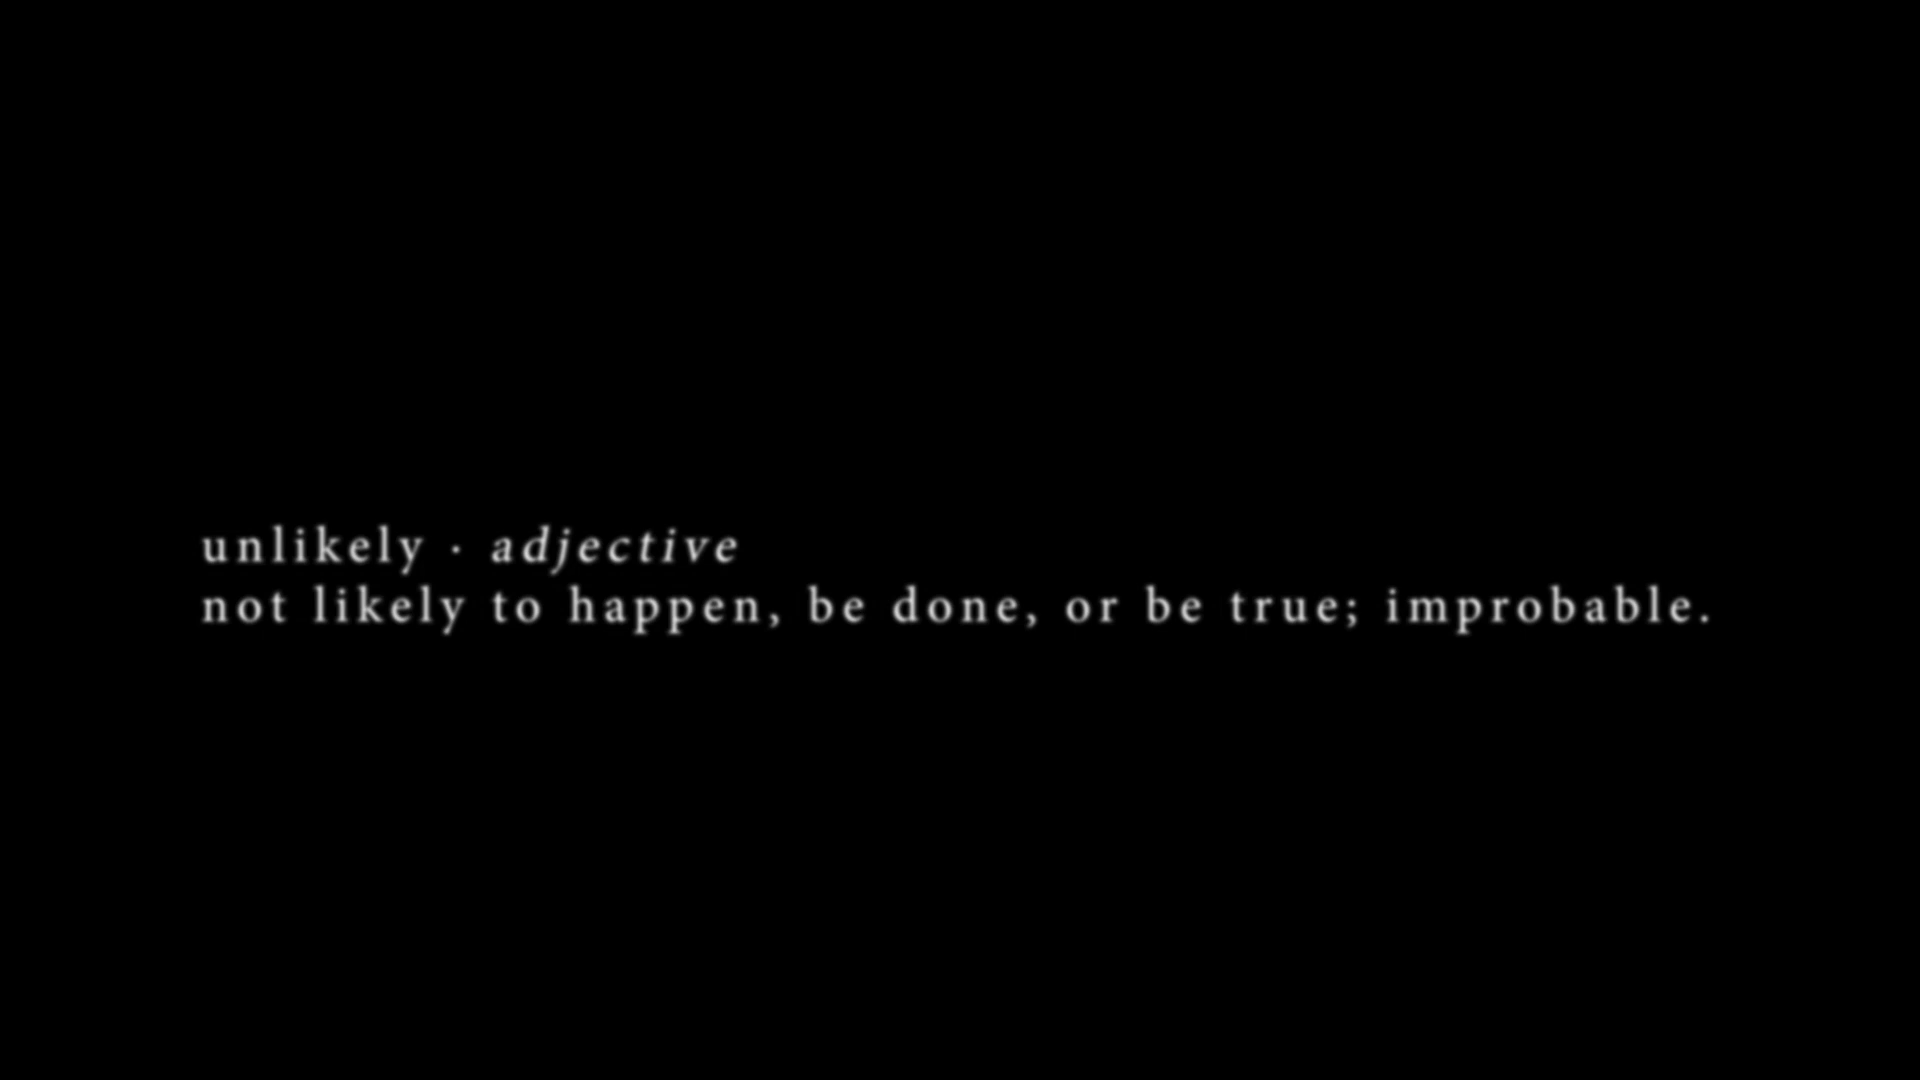 unlikely · adjective
not likely to happen, be done, or be true; improbable.